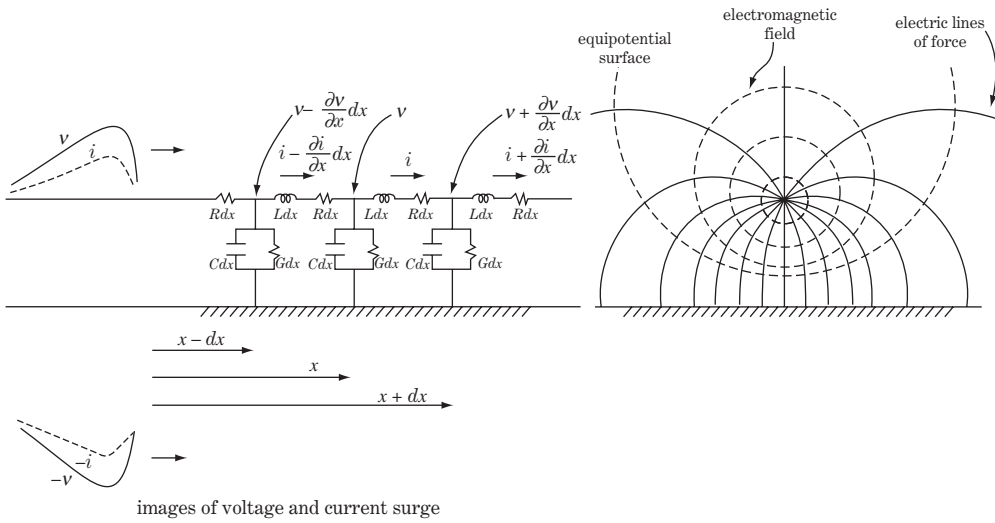 electromagnetic
field
electric lines
of force
equipotential
surface
v
i
v− ∂v/∂x dx
v
v + ∂v/∂x dx
i− ∂i/∂x dx
i
i + ∂i/∂x dx
Rdx
Ldx
Rdx
Ldx
Rdx
Ldx
Rdx
Cdx
Gdx
Cdx
Gdx
Cdx
Gdx
x − dx
x
x + dx
−i
−v
images of voltage and current surge